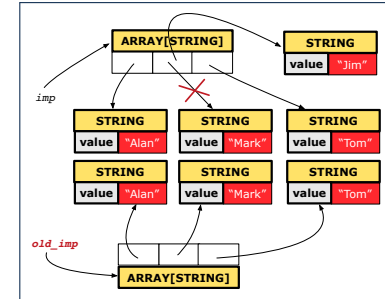 ARRAY[STRING]
STRING
value "Jim"
imp
STRING STRING STRING
value "Alan" value "Mark" value "Tom"
STRING STRING STRING
value "Alan" value "Mark" value "Tom"
old_imp
ARRAY[STRING]